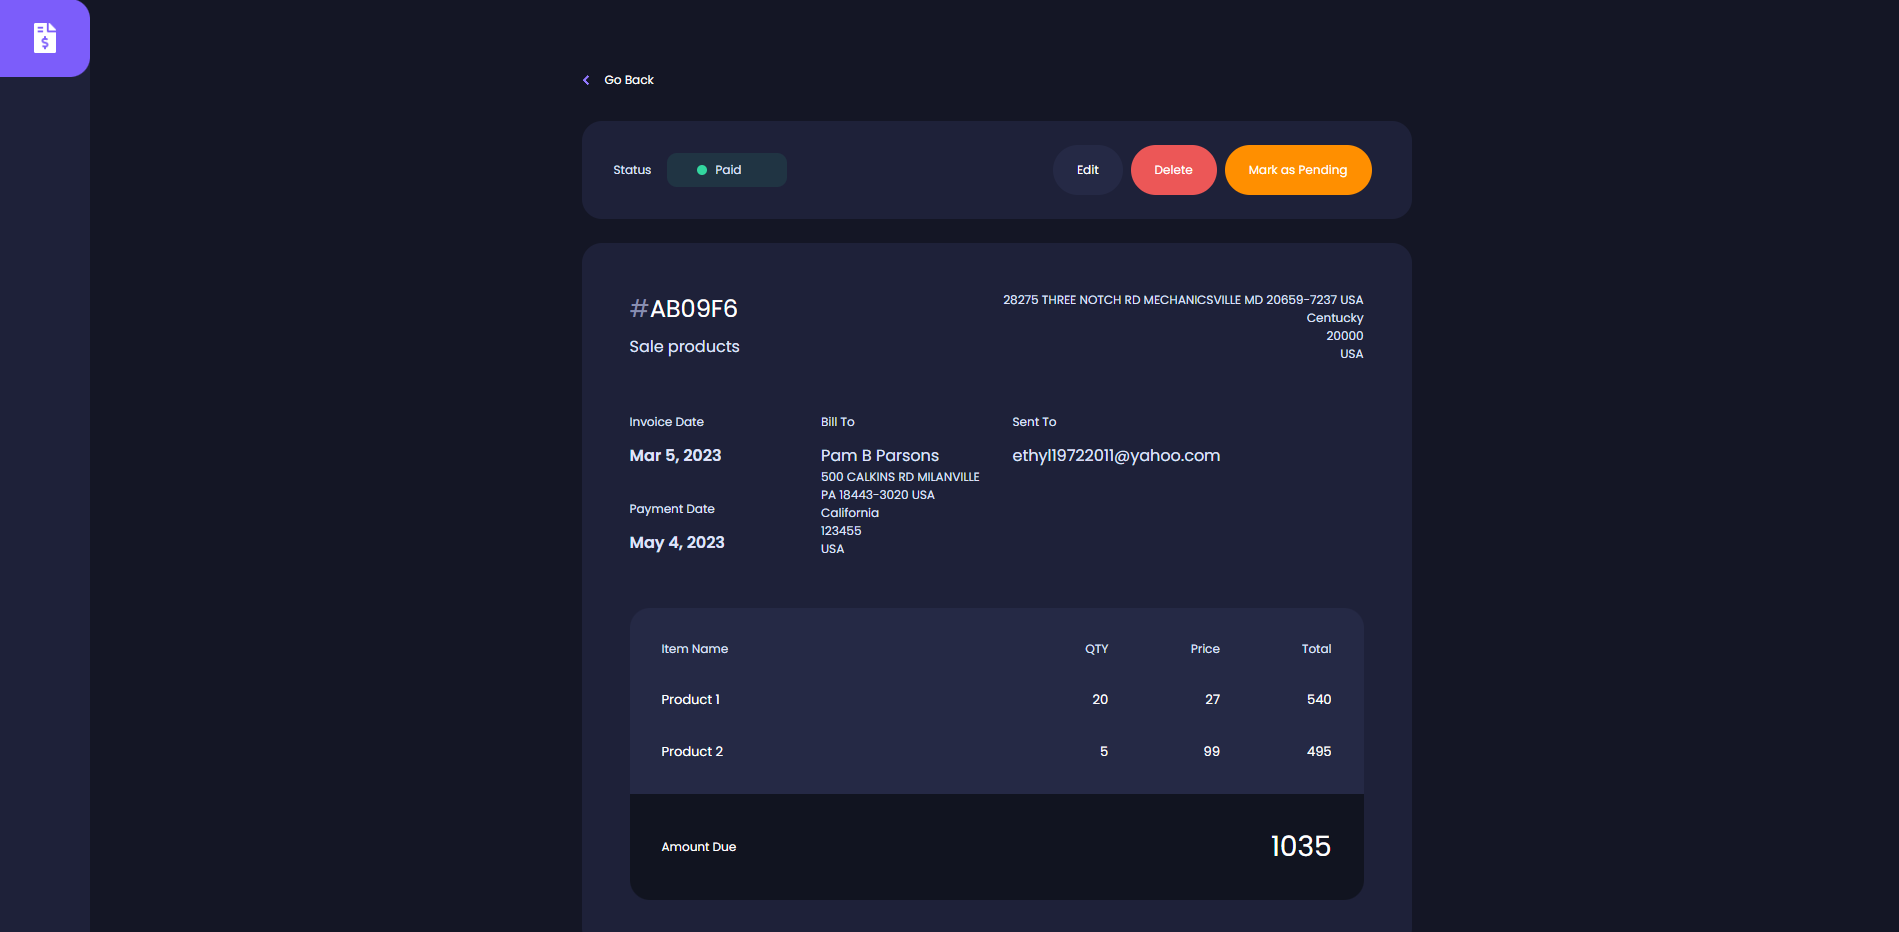 Go Back
Status
Paid
Edit
Delete
Mark as Pending
#AB09F6
Sale products
28275 THREE NOTCH RD MECHANICSVILLE MD 20659-7237 USA
Centucky
20000
USA
Invoice Date
Mar 5, 2023
Payment Date
May 4, 2023
Bill To
Pam B Parsons
500 CALKINS RD MILANVILLE
PA 18443-3020 USA
California
123455
USA
Sent To
ethyl19722011@yahoo.com
Item Name QTY Price Total
Product 1 20 27 540
Product 2 5 99 495
Amount Due 1035